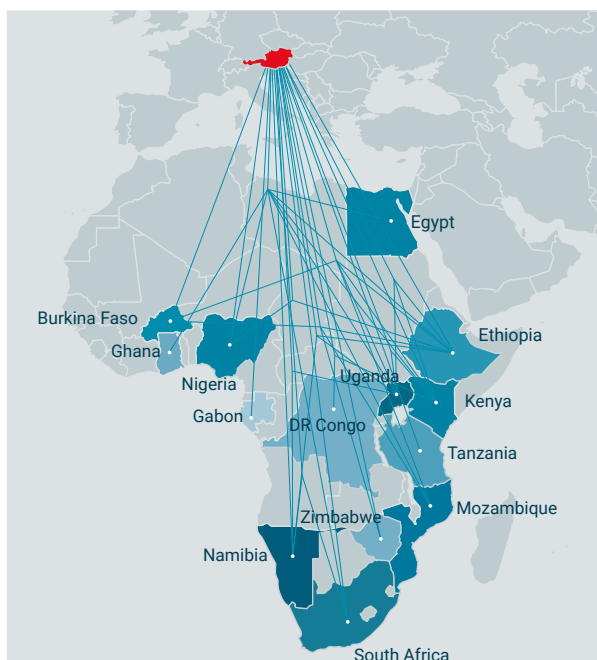 Egypt
Burkina Faso
Ethiopia
Ghana
Nigeria
Uganda
Kenya
Gabon
DR Congo
Tanzania
Mozambique
Zimbabwe
Namibia
South Africa